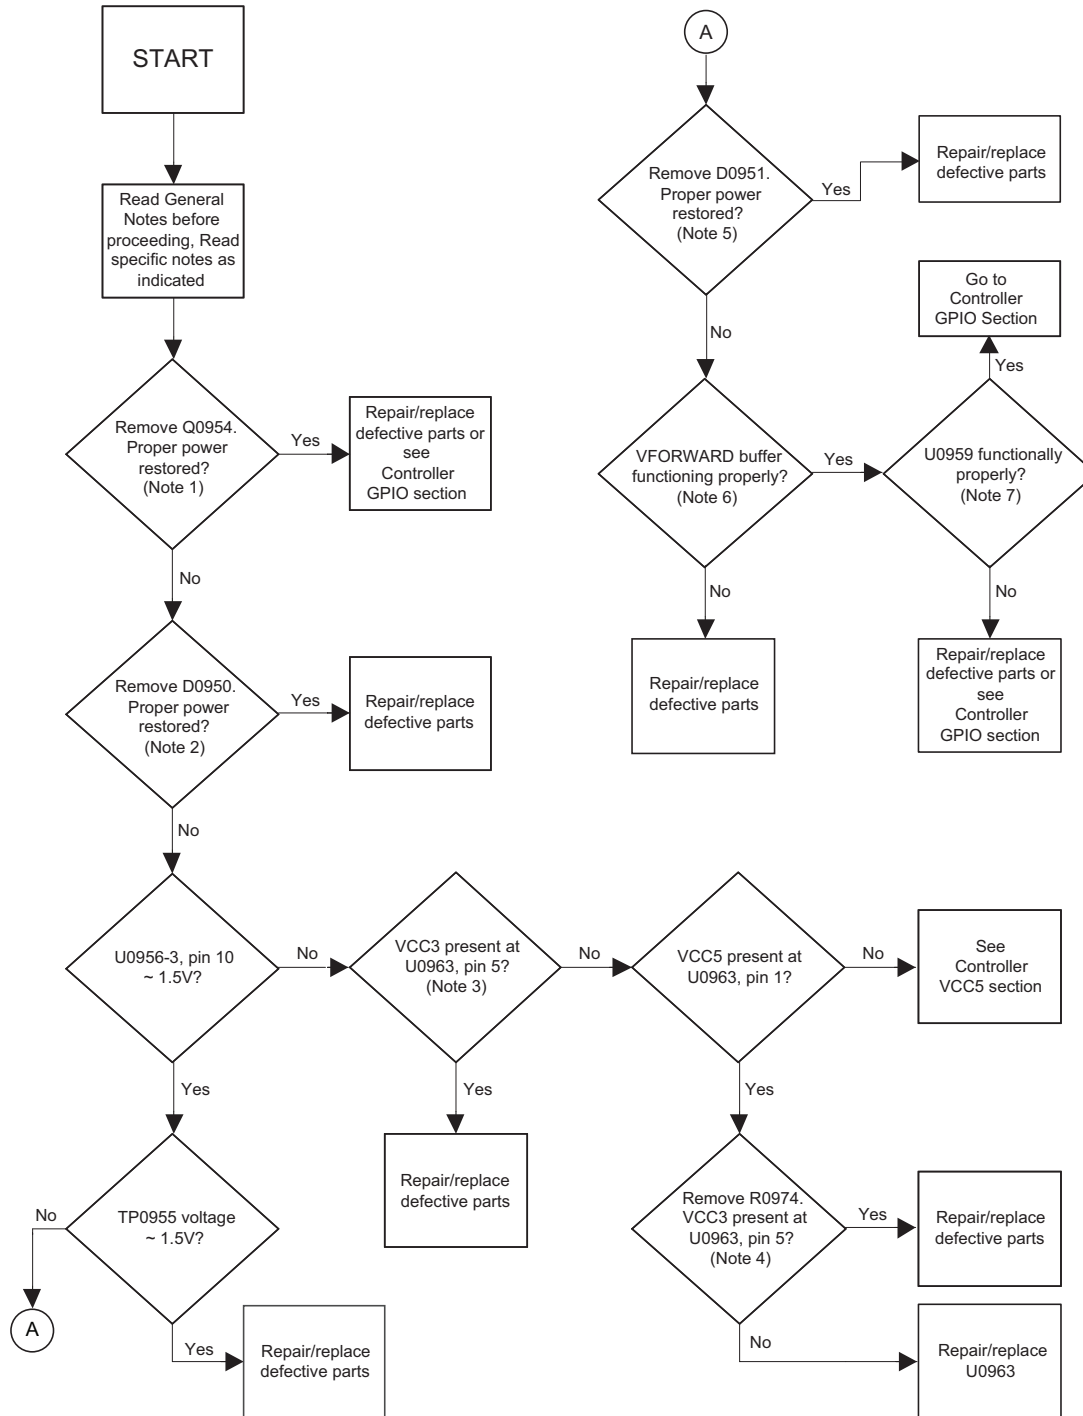 START
Read General
Notes before
proceeding, Read
specific notes as
indicated
Remove Q0954.
Proper power
restored?
(Note 1)
Yes
Repair/replace
defective parts or
see
Controller
GPIO section
No
Remove D0950.
Proper power
restored?
(Note 2)
Yes
Repair/replace
defective parts
No
U0956-3, pin 10
~ 1.5V?
No
VCC3 present at
U0963, pin 5?
(Note 3)
No
VCC5 present at
U0963, pin 1?
No
See
Controller
VCC5 section
Yes
Yes
Yes
TP0955 voltage
~ 1.5V?
No
A
Yes
Repair/replace
defective parts
Repair/replace
defective parts
Remove R0974.
VCC3 present at
U0963, pin 5?
(Note 4)
Yes
Repair/replace
defective parts
No
Repair/replace
U0963
A
Remove D0951.
Proper power
restored?
(Note 5)
Yes
Repair/replace
defective parts
No
VFORWARD buffer
functioning properly?
(Note 6)
Yes
U0959 functionally
properly?
(Note 7)
Yes
Go to
Controller
GPIO Section
No
Repair/replace
defective parts
No
Repair/replace
defective parts or
see
Controller
GPIO section